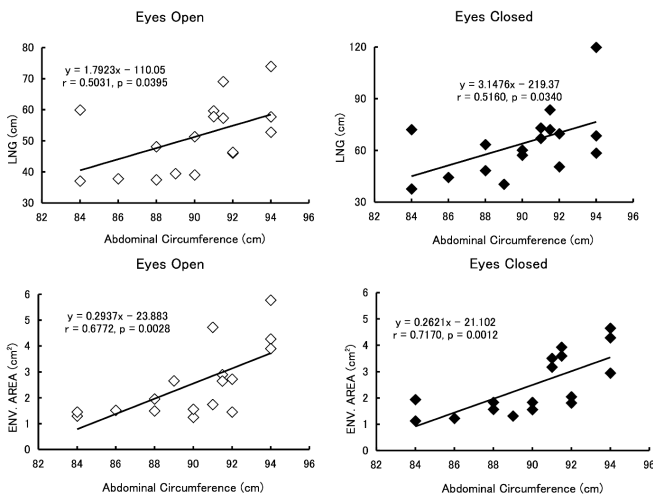 Eyes Open
y = 1.7923x - 110.05
r = 0.5031, p = 0.0395
LNG (cm)
80
70
60
50
40
30
82 84 86 88 90 92 94 96
Abdominal Circumference (cm)
Eyes Closed
y = 3.1476x - 219.37
r = 0.5160, p = 0.0340
LNG (cm)
120
90
60
30
82 84 86 88 90 92 94 96
Abdominal Circumference (cm)
Eyes Open
y = 0.2937x - 23.883
r = 0.6772, p = 0.0028
ENV. AREA (cm²)
6
5
4
3
2
1
0
82 84 86 88 90 92 94 96
Abdominal Circumference (cm)
Eyes Closed
y = 0.2621x - 21.102
r = 0.7170, p = 0.0012
ENV. AREA (cm²)
6
5
4
3
2
1
0
82 84 86 88 90 92 94 96
Abdominal Circumference (cm)